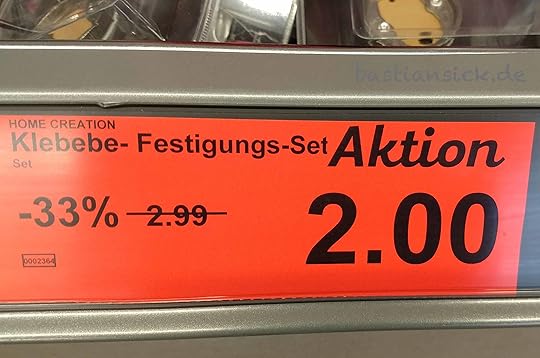 bastiansick.de
HOME CREATION
Klebebe- Festigungs-Set Aktion
Set
-33% 2.99 2.00
0002364